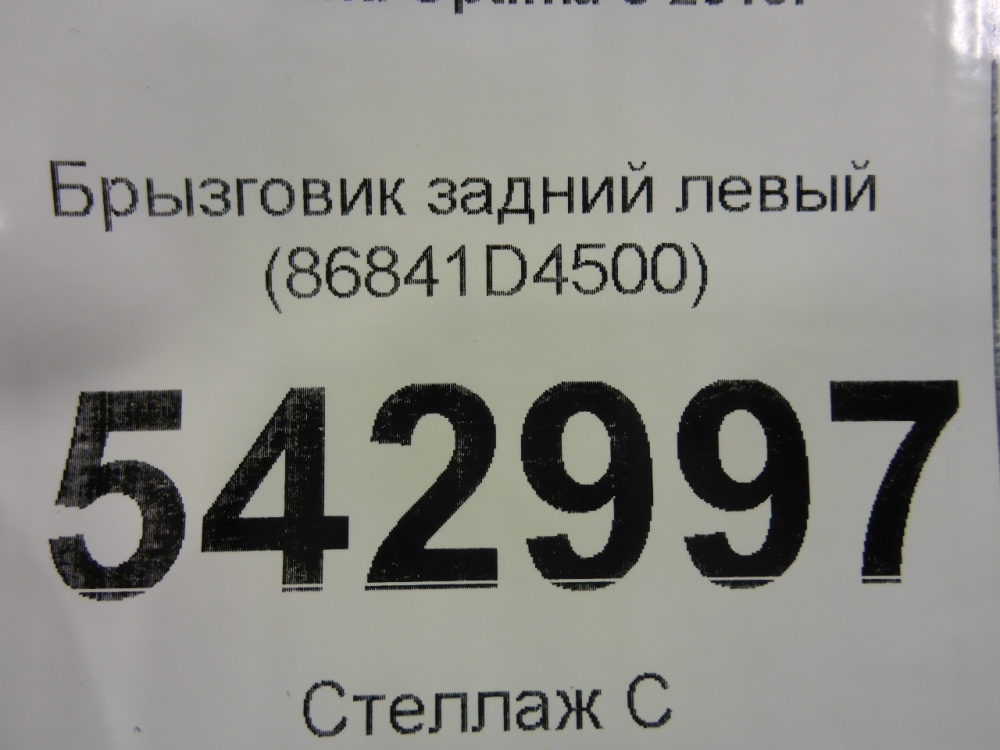 Брызговик задний левый
(86841D4500)
542997
Стеллаж С